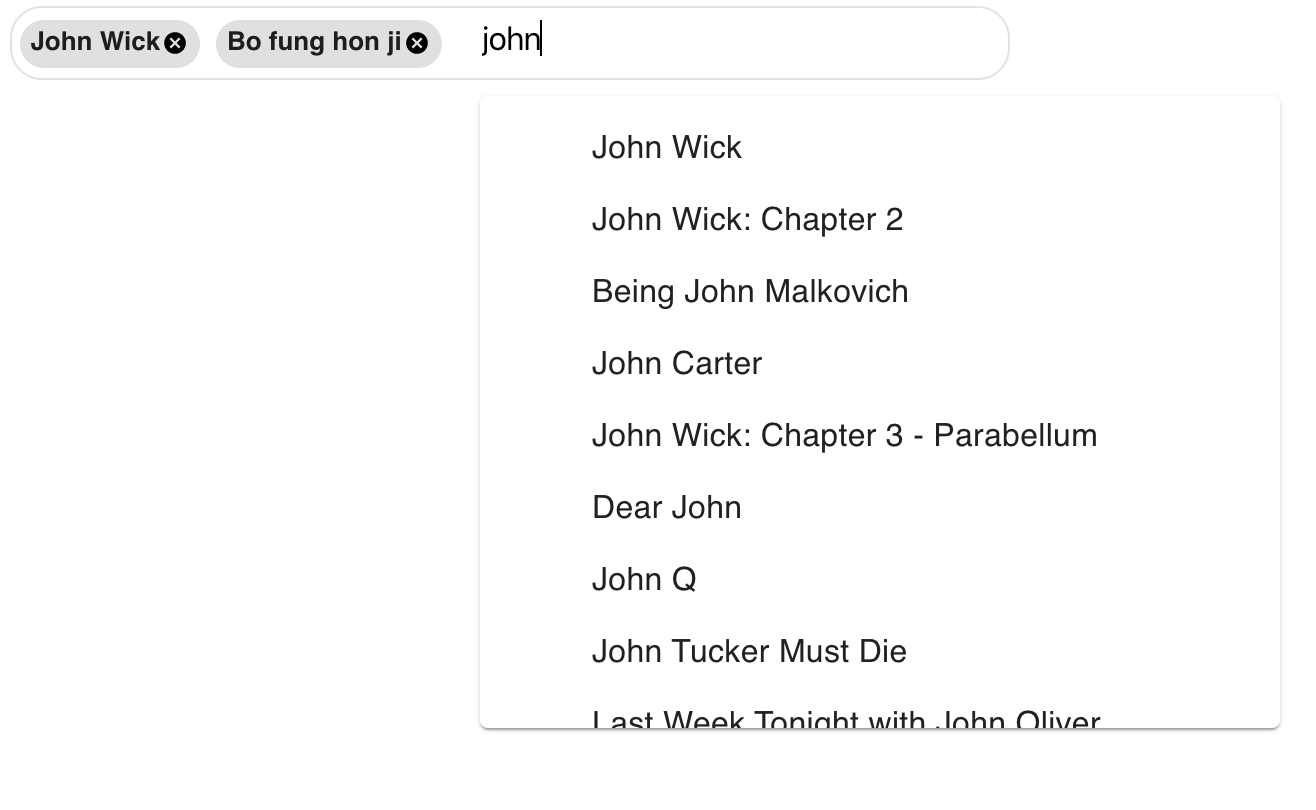 John Wick Bo fung hon ji john
John Wick
John Wick: Chapter 2
Being John Malkovich
John Carter
John Wick: Chapter 3 - Parabellum
Dear John
John Q
John Tucker Must Die
Last Week Tonight with John Oliver